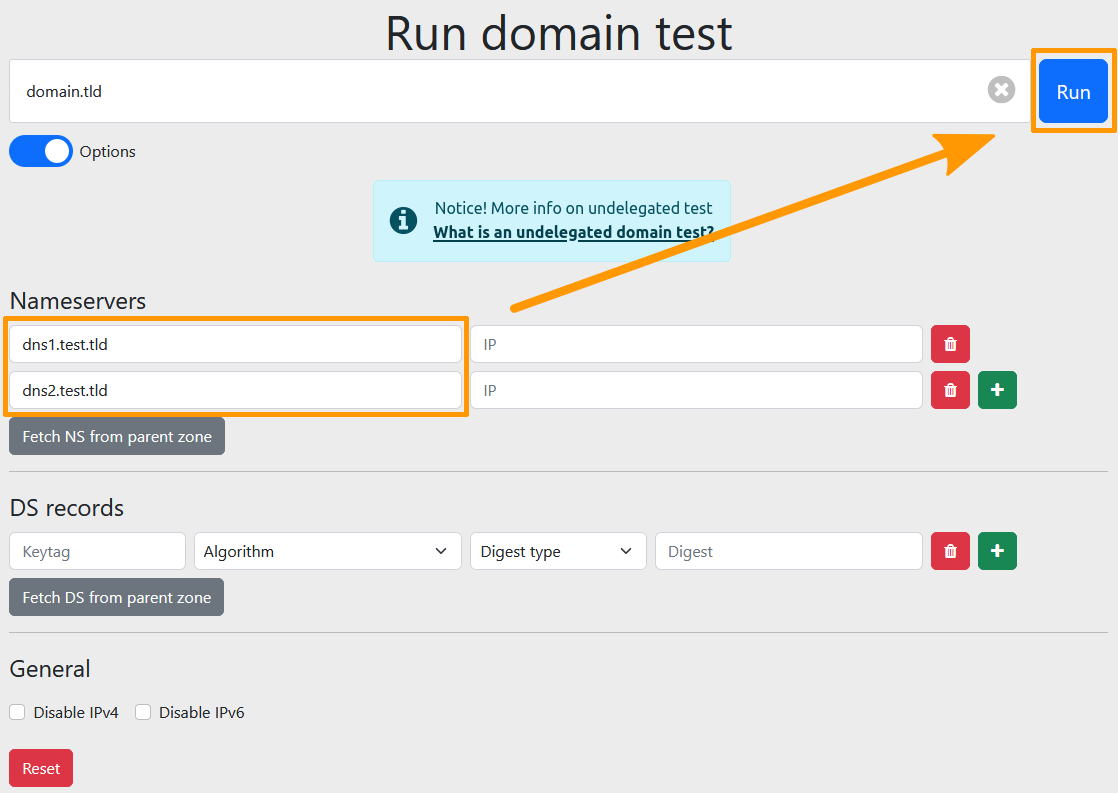 Run domain test
domain.tld
Run
Options
Notice! More info on undelegated test
What is an undelegated domain test?
Nameservers
dns1.test.tld
IP
dns2.test.tld
IP
Fetch NS from parent zone
DS records
Keytag
Algorithm
Digest type
Digest
Fetch DS from parent zone
General
Disable IPv4
Disable IPv6
Reset